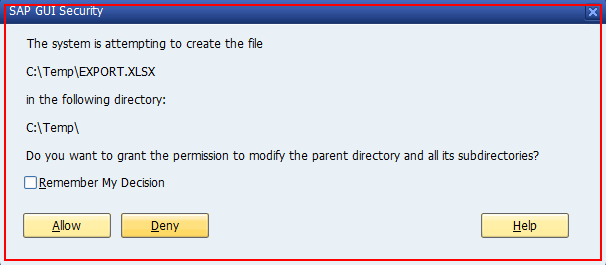 SAP GUI Security
The system is attempting to create the file
C:\Temp\EXPORT.XLSX
in the following directory:
C:\Temp\
Do you want to grant the permission to modify the parent directory and all its subdirectories?
Remember My Decision
Allow Deny Help